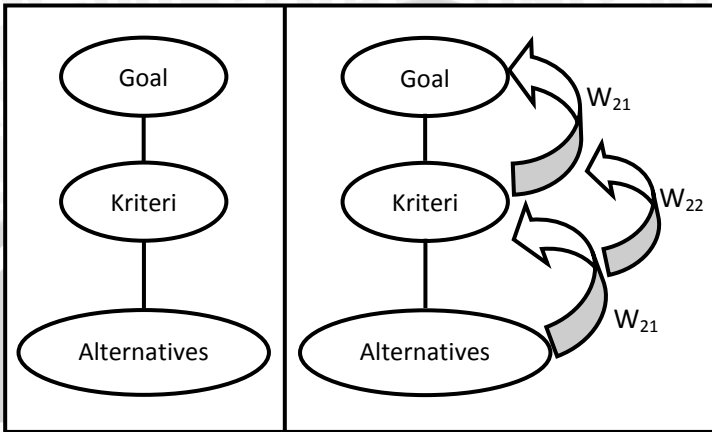 Goal
Kriteri
Alternatives
Goal
W₂₁
Kriteri
W₂₂
Alternatives
W₂₁